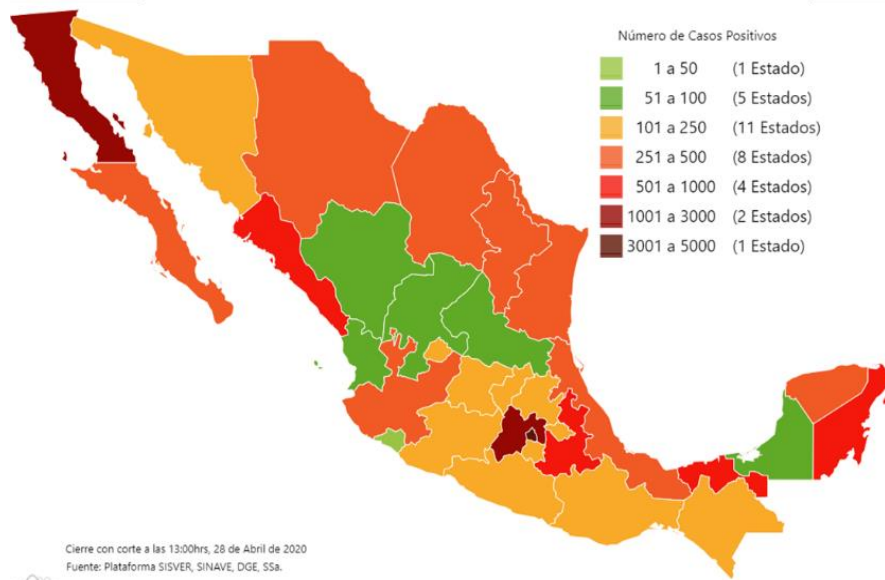 Número de Casos Positivos
1 a 50 (1 Estado)
51 a 100 (5 Estados)
101 a 250 (11 Estados)
251 a 500 (8 Estados)
501 a 1000 (4 Estados)
1001 a 3000 (2 Estados)
3001 a 5000 (1 Estado)
Cierre con corte a las 13:00hrs, 28 de Abril de 2020
Fuente: Plataforma SISVER, SINAVE, DGE, SSa.